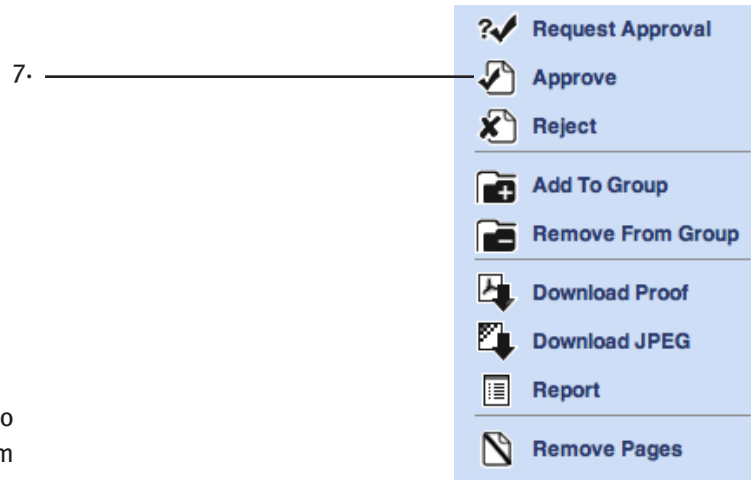 Request Approval
7.
Approve
Reject
Add To Group
Remove From Group
Download Proof
Download JPEG
Report
Remove Pages